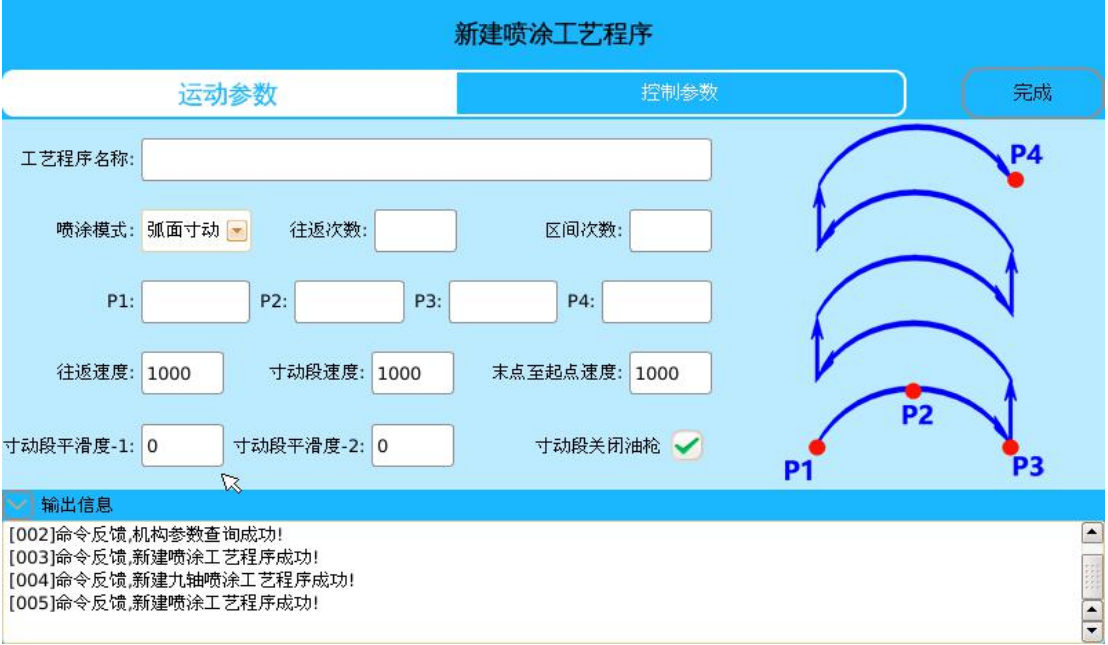 新建喷涂工艺程序
运动参数 控制参数 完成
工艺程序名称:
喷涂模式: 弧面寸动 往返次数: 区间次数:
P1: P2: P3: P4:
往返速度: 1000 寸动段速度: 1000 末点至起点速度: 1000
寸动段平滑度-1: 0 寸动段平滑度-2: 0 寸动段关闭油枪
P4
P2
P1 P3
输出信息
[002]命令反馈,机构参数查询成功!
[003]命令反馈,新建喷涂工艺程序成功!
[004]命令反馈,新建九轴喷涂工艺程序成功!
[005]命令反馈,新建喷涂工艺程序成功!